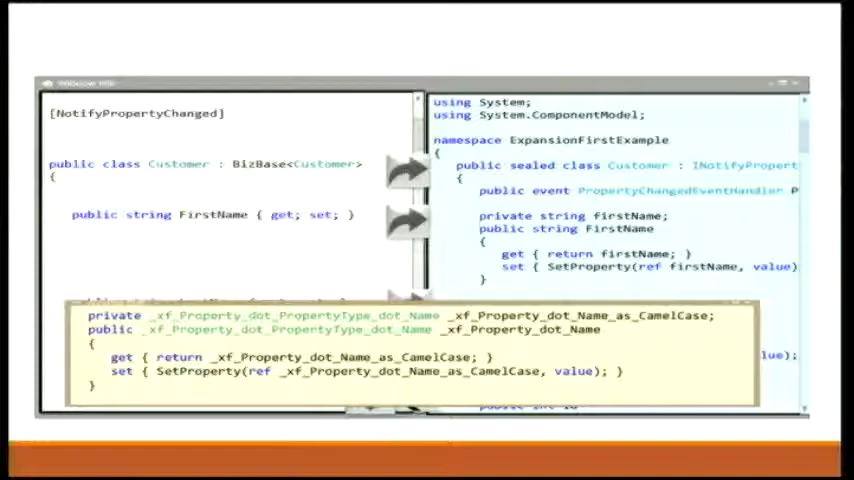 [NotifyPropertyChanged]
public class Customer : BizBase<Customer>
{
public string FirstName { get; set; }
using System;
using System.ComponentModel;
namespace ExpansionFirstExample
{
public sealed class Customer : INotifyPropert
{
public event PropertyChangedEventHandler P
private string firstName;
public string FirstName
{
get { return firstName; }
set { SetProperty(ref firstName, value)
}
private _xf_Property_dot_PropertyType_dot_Name _xf_Property_dot_Name_as_CamelCase;
public _xf_Property_dot_PropertyType_dot_Name _xf_Property_dot_Name
{
get { return _xf_Property_dot_Name_as_CamelCase; }
set { SetProperty(ref _xf_Property_dot_Name_as_CamelCase, value); }
}
lue);